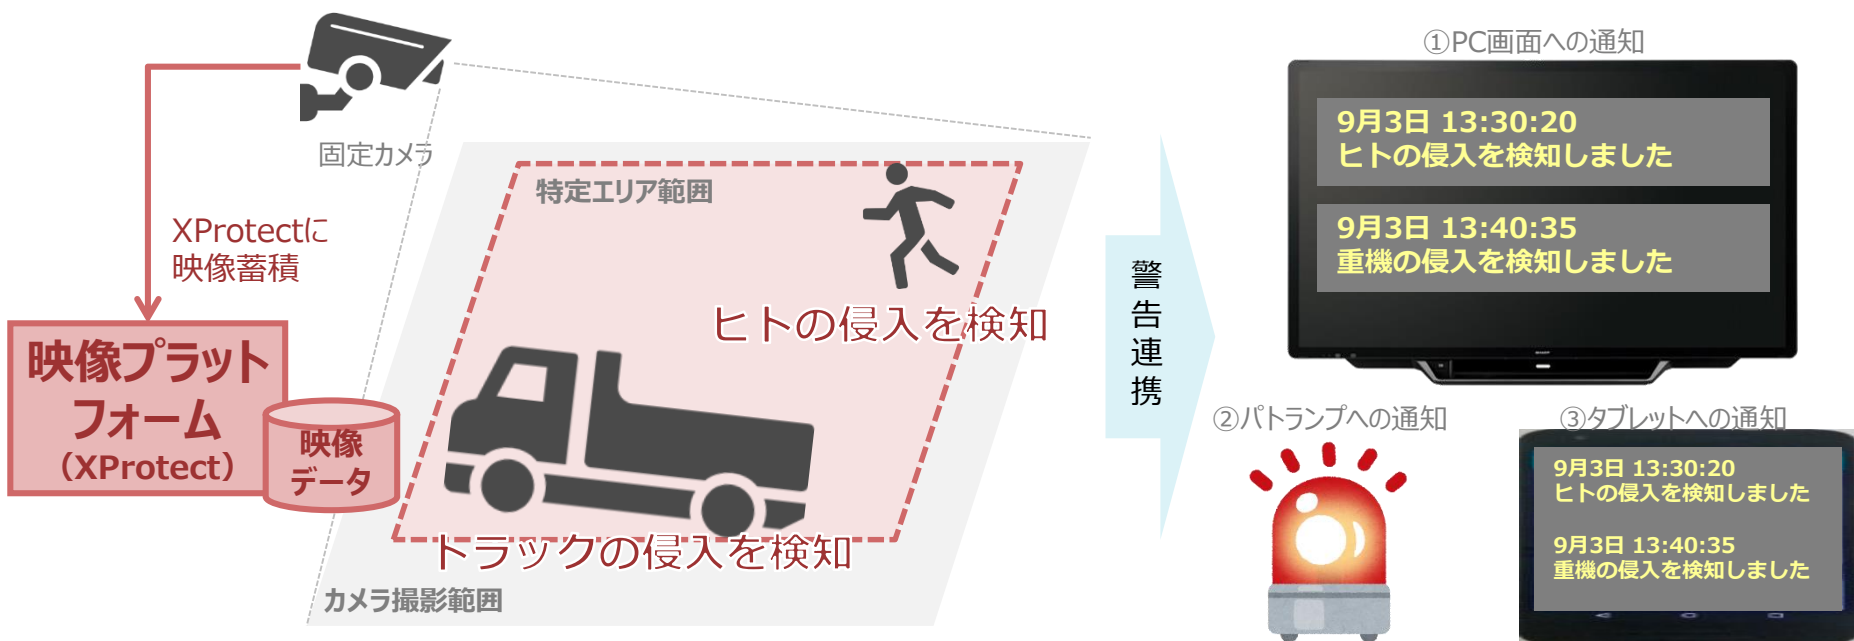 固定カメラ
XProtectに
映像蓄積
映像プラット
フォーム
（XProtect）
映像
データ
特定エリア範囲
ヒトの侵入を検知
トラックの侵入を検知
カメラ撮影範囲
警告連携
①PC画面への通知
9月3日 13:30:20
ヒトの侵入を検知しました
9月3日 13:40:35
重機の侵入を検知しました
②パトランプへの通知
③タブレットへの通知
9月3日 13:30:20
ヒトの侵入を検知しました
9月3日 13:40:35
重機の侵入を検知しました